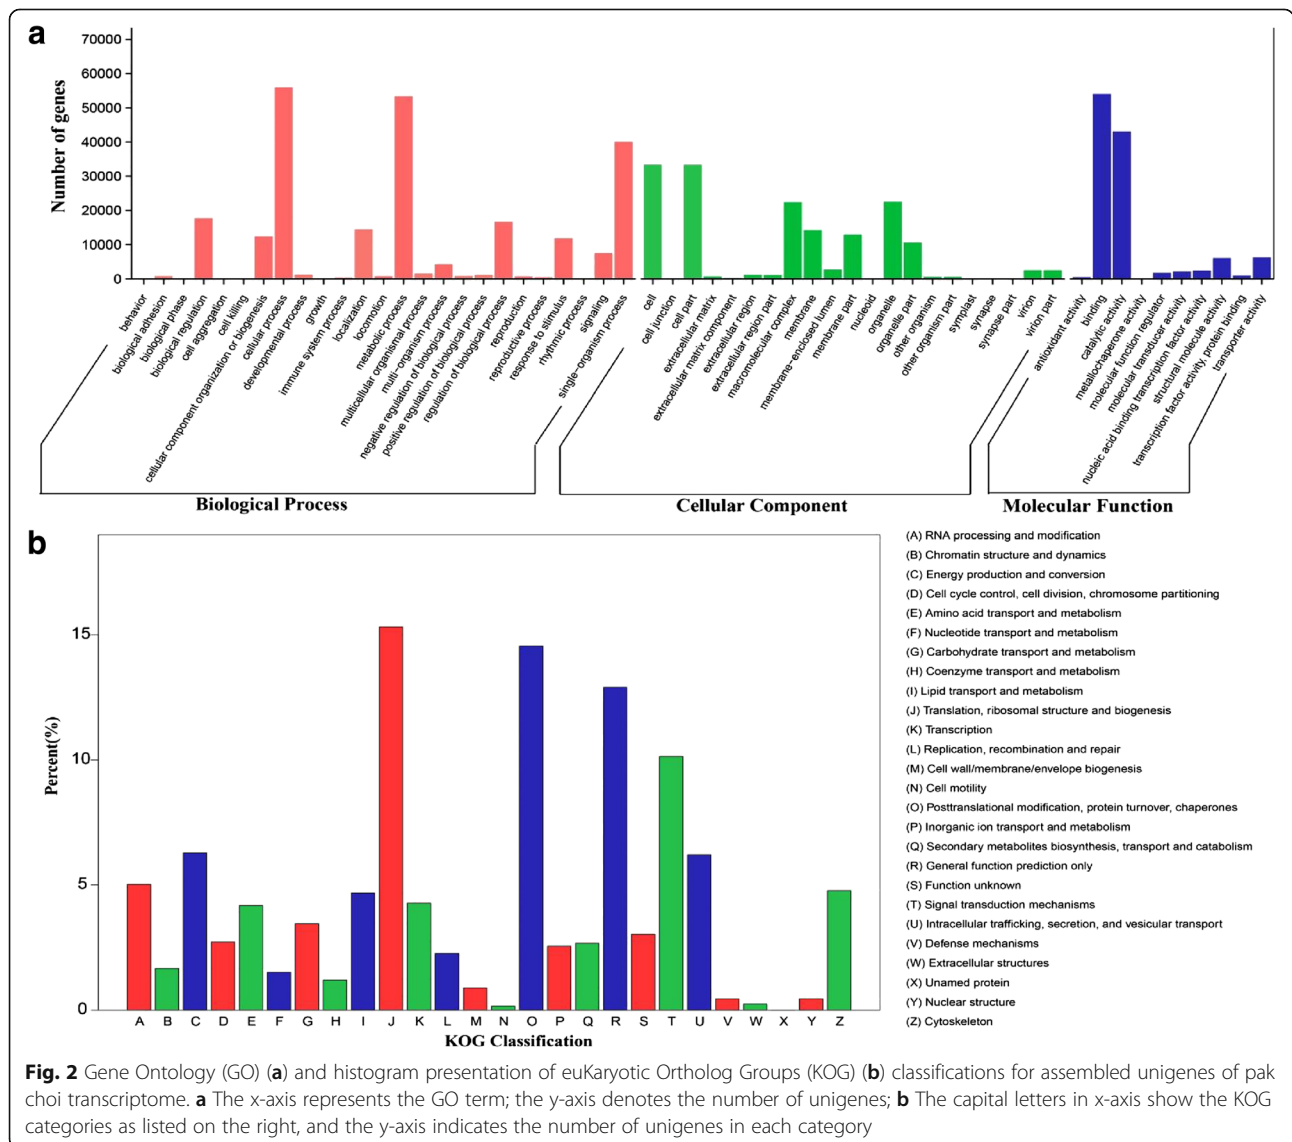 a
Number of genes
70000
60000
50000
40000
30000
20000
10000
0
behavior
biological adhesion
biological phase
biological regulation
cell aggregation
cell killing
cellular component organization or biogenesis
cellular process
developmental process
growth
immune system process
localization
locomotion
metabolic process
multicellular organismal process
multi-organism process
negative regulation of biological process
positive regulation of biological process
regulation of biological process
reproduction
reproductive process
response to stimulus
rhythmic process
signaling
single-organism process
cell
cell junction
cell part
extracellular matrix
extracellular matrix component
extracellular region
extracellular region part
macromolecular complex
membrane
membrane-enclosed lumen
membrane part
nucleoid
organelle
organelle part
other organism
other organism part
symplast
synapse
synapse part
virion
virion part
antioxidant activity
binding
catalytic activity
metallochaperone activity
molecular function regulator
molecular transducer activity
nucleic acid binding transcription factor activity
structural molecule activity
transcription factor activity, protein binding
transporter activity
Biological Process
Cellular Component
Molecular Function
b
Percent(%)
15
10
5
0
A B C D E F G H I J K L M N O P Q R S T U V W X Y Z
KOG Classification
(A) RNA processing and modification
(B) Chromatin structure and dynamics
(C) Energy production and conversion
(D) Cell cycle control, cell division, chromosome partitioning
(E) Amino acid transport and metabolism
(F) Nucleotide transport and metabolism
(G) Carbohydrate transport and metabolism
(H) Coenzyme transport and metabolism
(I) Lipid transport and metabolism
(J) Translation, ribosomal structure and biogenesis
(K) Transcription
(L) Replication, recombination and repair
(M) Cell wall/membrane/envelope biogenesis
(N) Cell motility
(O) Posttranslational modification, protein turnover, chaperones
(P) Inorganic ion transport and metabolism
(Q) Secondary metabolites biosynthesis, transport and catabolism
(R) General function prediction only
(S) Function unknown
(T) Signal transduction mechanisms
(U) Intracellular trafficking, secretion, and vesicular transport
(V) Defense mechanisms
(W) Extracellular structures
(X) Unamed protein
(Y) Nuclear structure
(Z) Cytoskeleton
Fig. 2 Gene Ontology (GO) (a) and histogram presentation of euKaryotic Ortholog Groups (KOG) (b) classifications for assembled unigenes of pak
choi transcriptome. a The x-axis represents the GO term; the y-axis denotes the number of unigenes; b The capital letters in x-axis show the KOG
categories as listed on the right, and the y-axis indicates the number of unigenes in each category